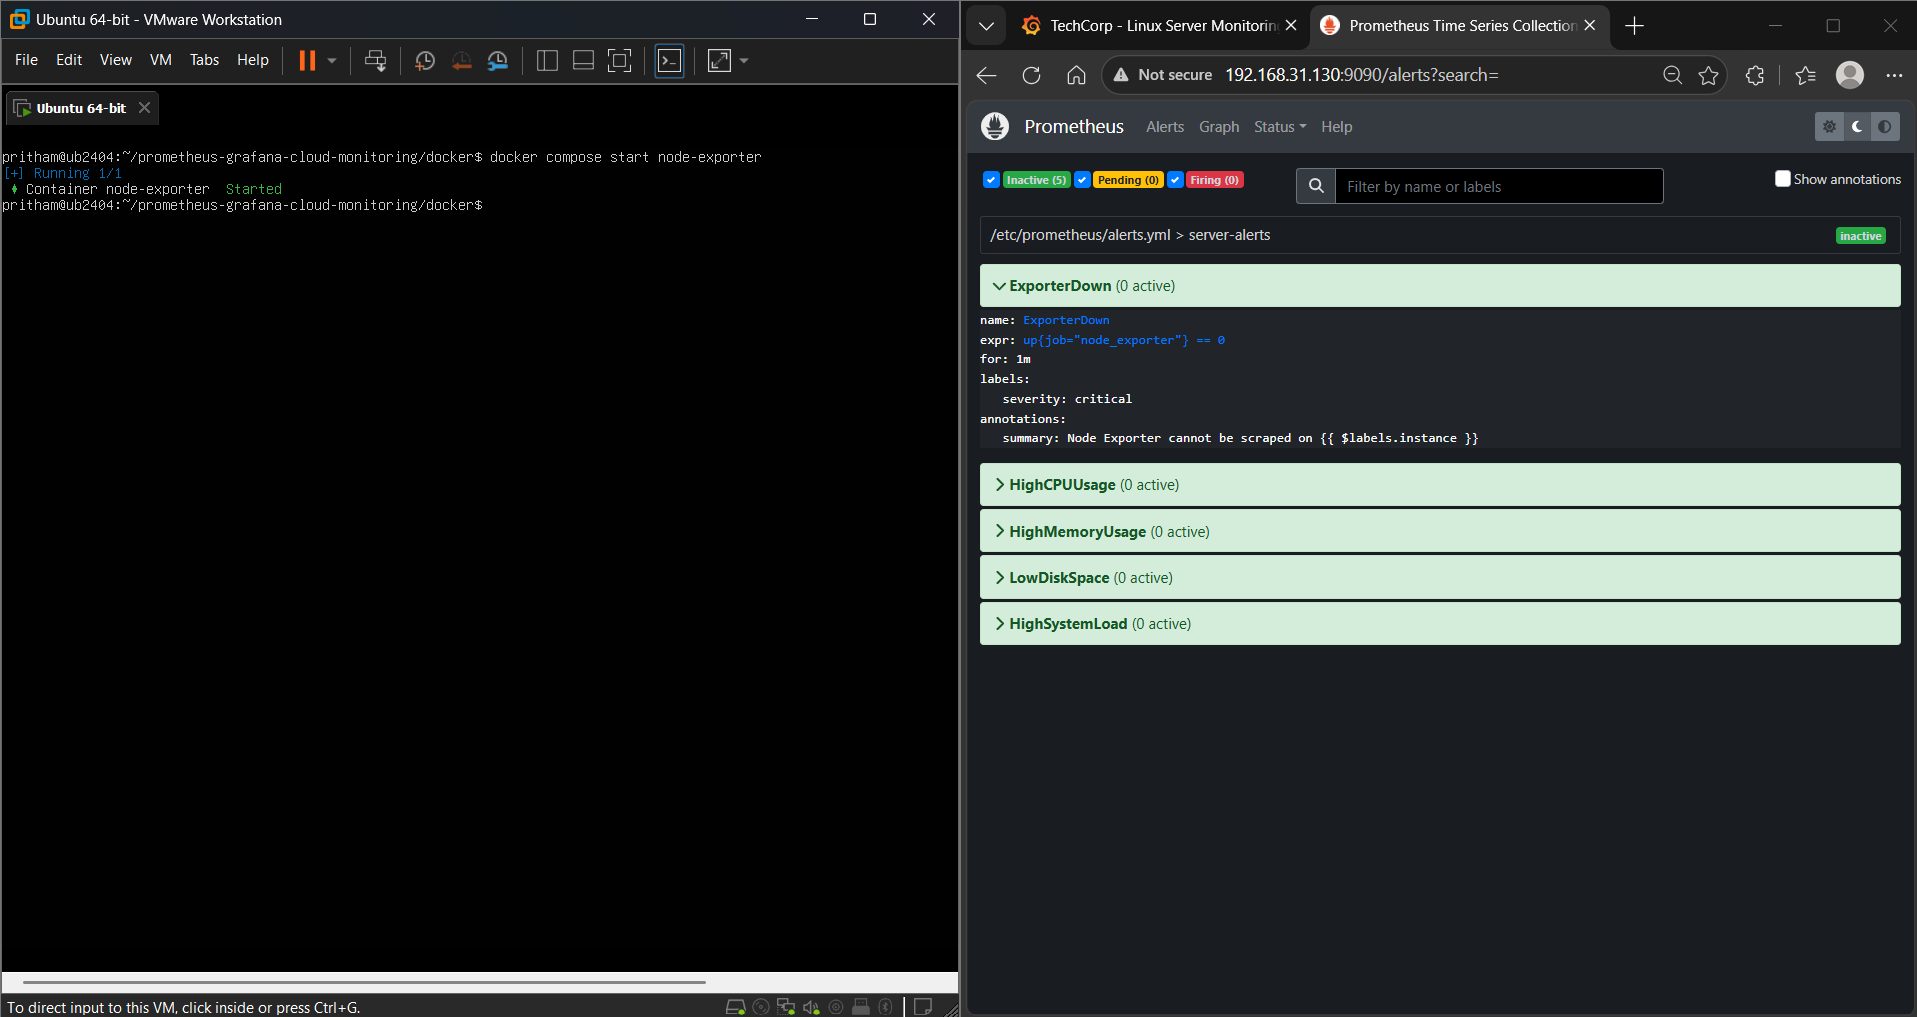 Ubuntu 64-bit - VMware Workstation
File Edit View VM Tabs Help
Ubuntu 64-bit
pritham@ub2404:~/prometheus-grafana-cloud-monitoring/docker$ docker compose start node-exporter
[+] Running 1/1
Container node-exporter Started
pritham@ub2404:~/prometheus-grafana-cloud-monitoring/docker$
To direct input to this VM, click inside or press Ctrl+G.
TechCorp - Linux Server Monitorin
Prometheus Time Series Collection
Not secure 192.168.31.130:9090/alerts?search=
Prometheus Alerts Graph Status Help
Inactive (5) Pending (0) Firing (0)
Filter by name or labels
Show annotations
/etc/prometheus/alerts.yml > server-alerts
inactive
ExporterDown (0 active)
name: ExporterDown
expr: up{job="node_exporter"} == 0
for: 1m
labels:
severity: critical
annotations:
summary: Node Exporter cannot be scraped on {{ $labels.instance }}
HighCPUUsage (0 active)
HighMemoryUsage (0 active)
LowDiskSpace (0 active)
HighSystemLoad (0 active)